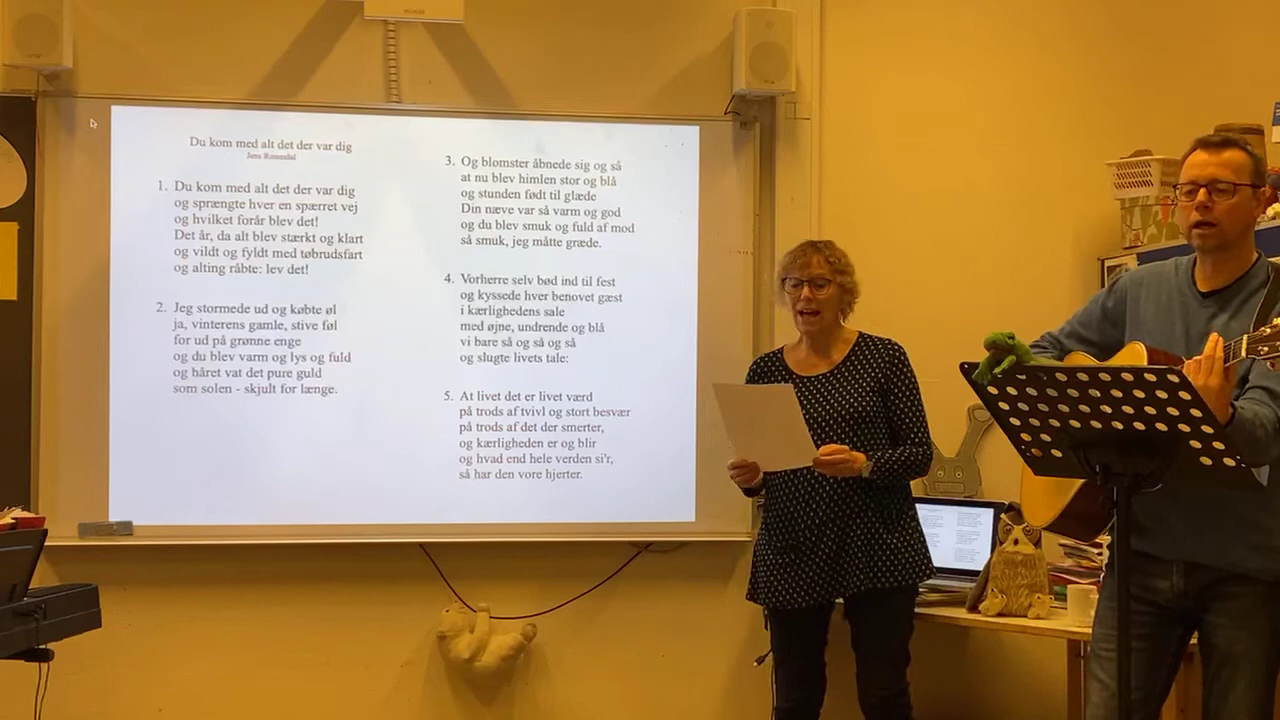 Du kom med alt det der var dig
Jens Rosendal
1. Du kom med alt det der var dig
og sprængte hver en spærret vej
og hvilket forår blev det!
Det år, da alt blev stærkt og klart
og vildt og fyldt med tøbrudsfart
og alting råbte: lev det!
2. Jeg stormede ud og købte øl
ja, vinterens gamle, stive føl
for ud på grønne enge
og du blev varm og lys og fuld
og håret vat det pure guld
som solen - skjult for længe.
3. Og blomster åbnede sig og så
at nu blev himlen stor og blå
og stunden født til glæde
Din næve var så varm og god
og du blev smuk og fuld af mod
så smuk, jeg måtte græde.
4. Vorherre selv bød ind til fest
og kyssede hver benovet gæst
i kærlighedens sale
med øjne, undrende og blå
vi bare så og så og så
og slugte livets tale:
5. At livet det er livet værd
på trods af tvivl og stort besvær
på trods af det der smerter,
og kærligheden er og blir
og hvad end hele verden si'r,
så har den vore hjerter.